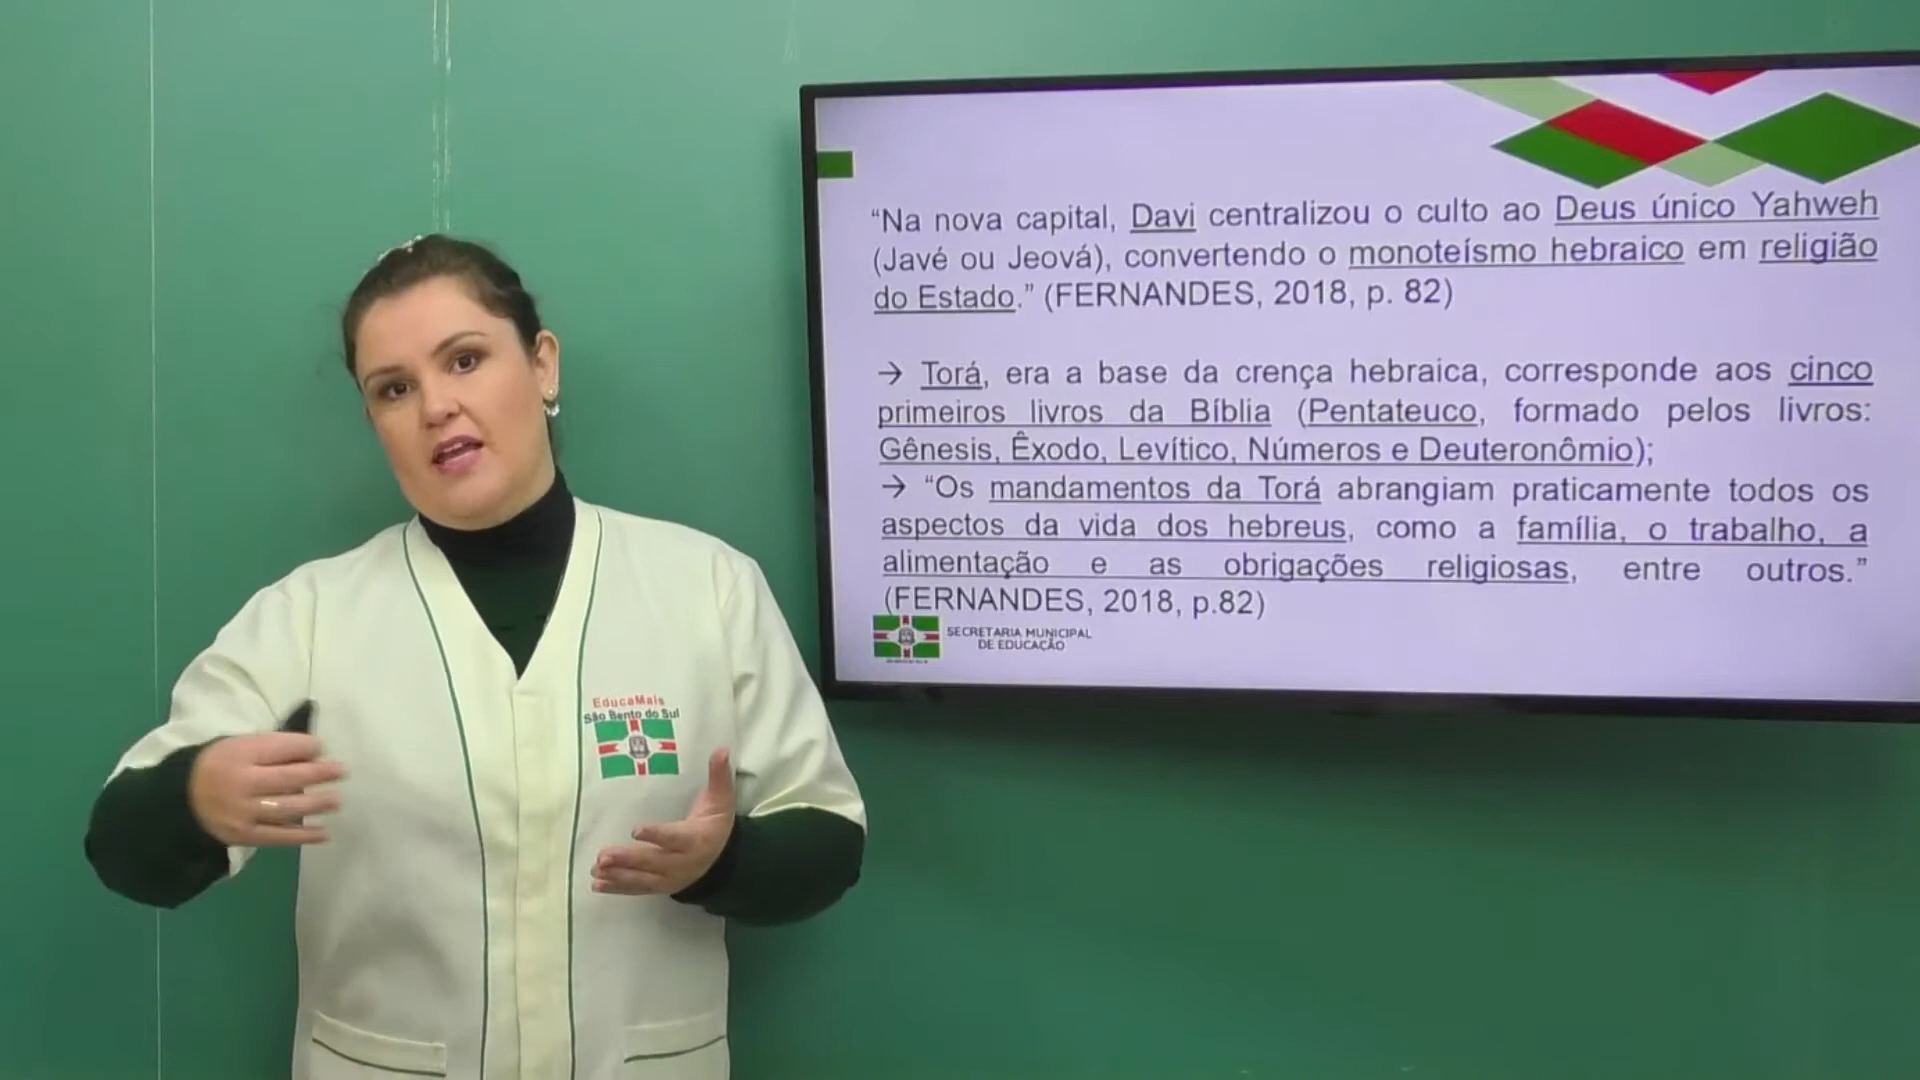 “Na nova capital, Davi centralizou o culto ao Deus único Yahweh
(Javé ou Jeová), convertendo o monoteísmo hebraico em religião
do Estado.” (FERNANDES, 2018, p. 82)
→ Torá, era a base da crença hebraica, corresponde aos cinco
primeiros livros da Bíblia (Pentateuco, formado pelos livros:
Gênesis, Êxodo, Levítico, Números e Deuteronômio);
→ “Os mandamentos da Torá abrangiam praticamente todos os
aspectos da vida dos hebreus, como a família, o trabalho, a
alimentação e as obrigações religiosas, entre outros.”
(FERNANDES, 2018, p.82)
SECRETARIA MUNICIPAL
DE EDUCAÇÃO
EducaMais
São Bento do Sul